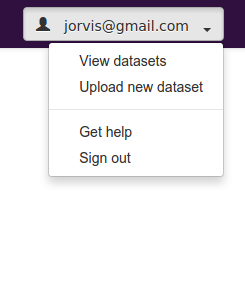 jorvis@gmail.com
View datasets
Upload new dataset
Get help
Sign out